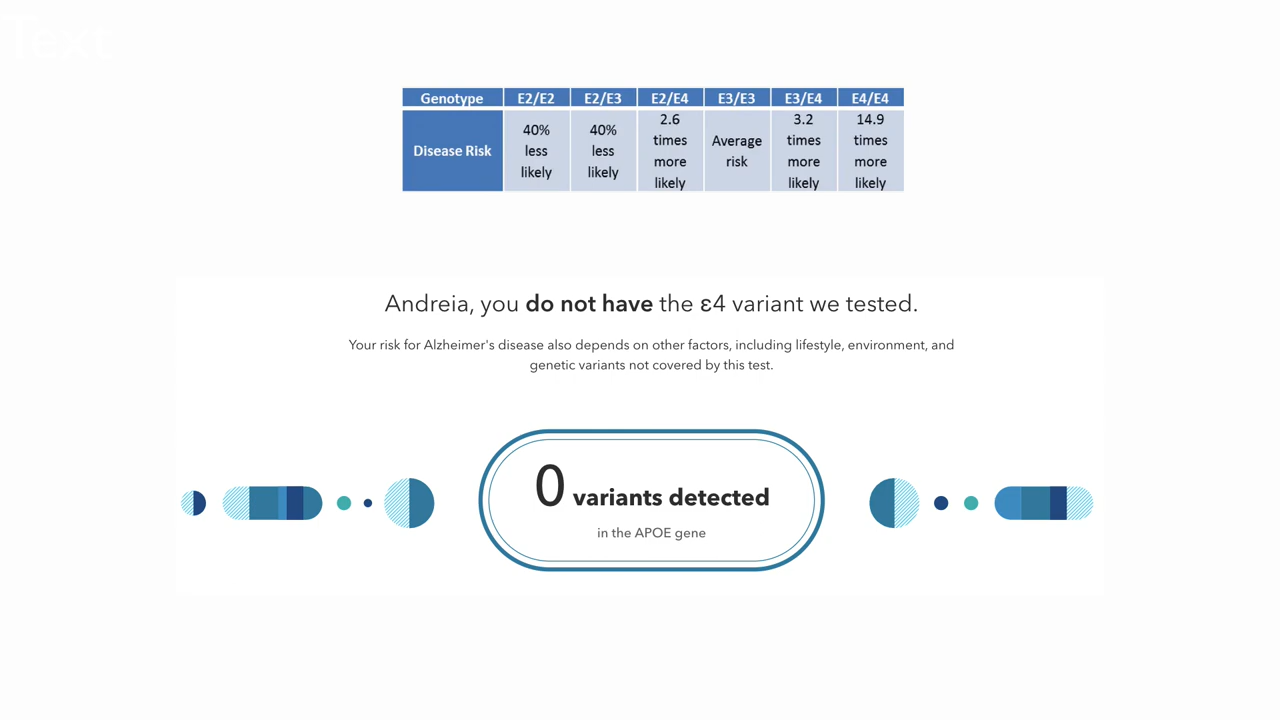 Text
Genotype E2/E2 E2/E3 E2/E4 E3/E3 E3/E4 E4/E4
Disease Risk 40% less likely 40% less likely 2.6 times more likely Average risk 3.2 times more likely 14.9 times more likely
Andreia, you do not have the ε4 variant we tested.
Your risk for Alzheimer's disease also depends on other factors, including lifestyle, environment, and
genetic variants not covered by this test.
0 variants detected
in the APOE gene